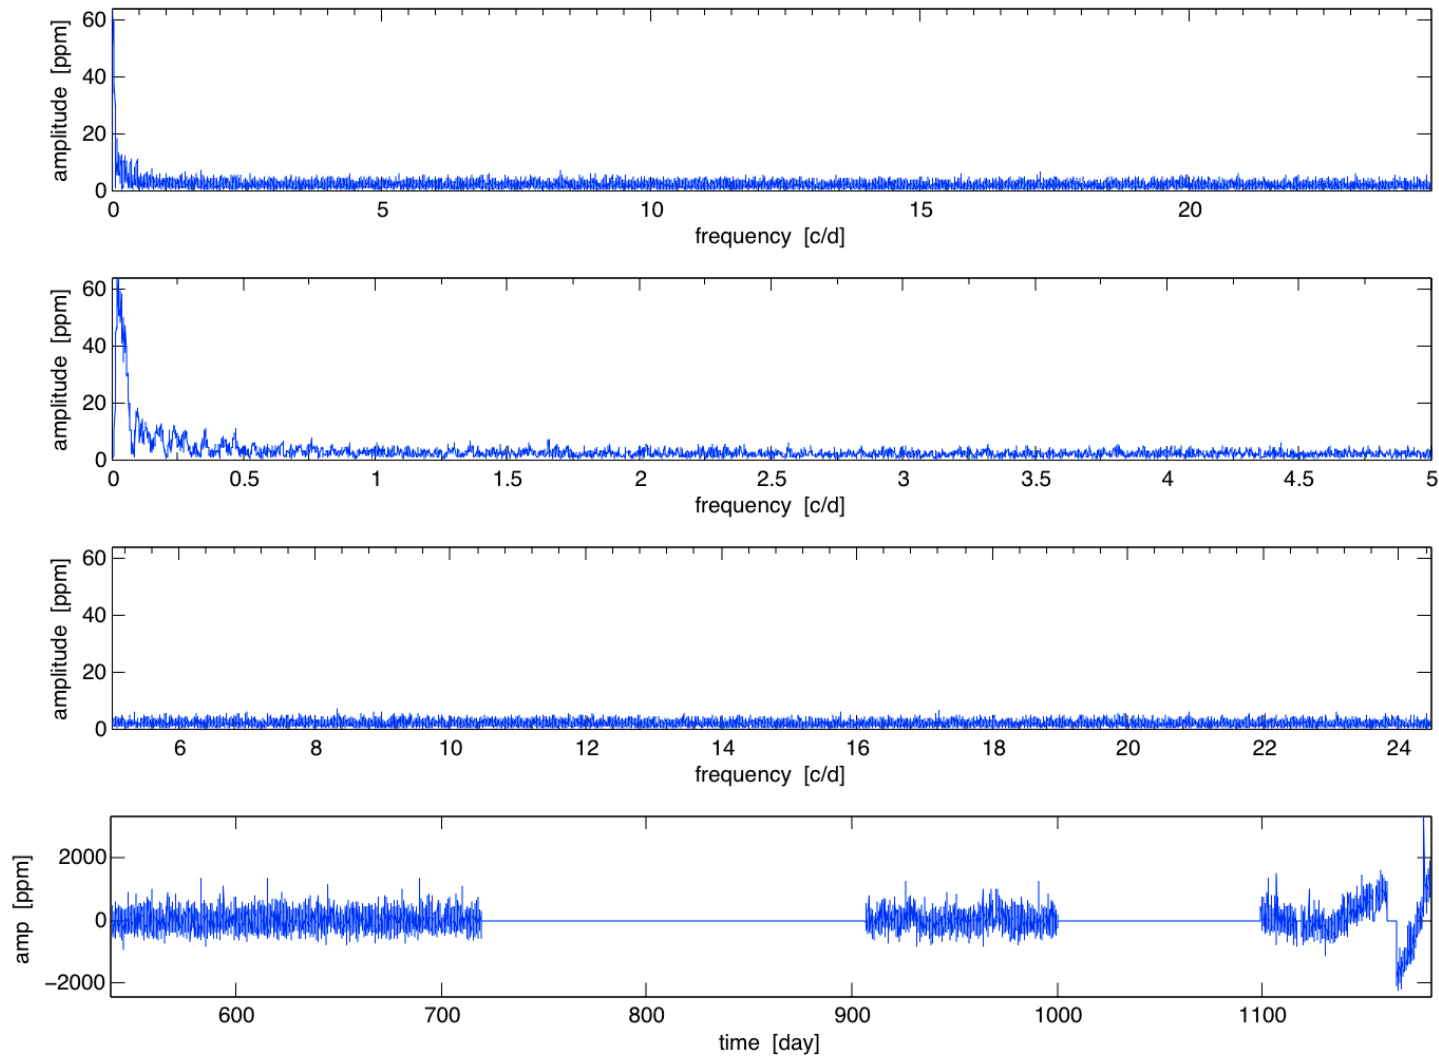 60
40
20
0
amplitude [ppm]
0 5 10 15 20
frequency [c/d]
60
40
20
0
amplitude [ppm]
0 0.5 1 1.5 2 2.5 3 3.5 4 4.5 5
frequency [c/d]
60
40
20
0
amplitude [ppm]
6 8 10 12 14 16 18 20 22 24
frequency [c/d]
2000
0
−2000
amp [ppm]
600 700 800 900 1000 1100
time [day]